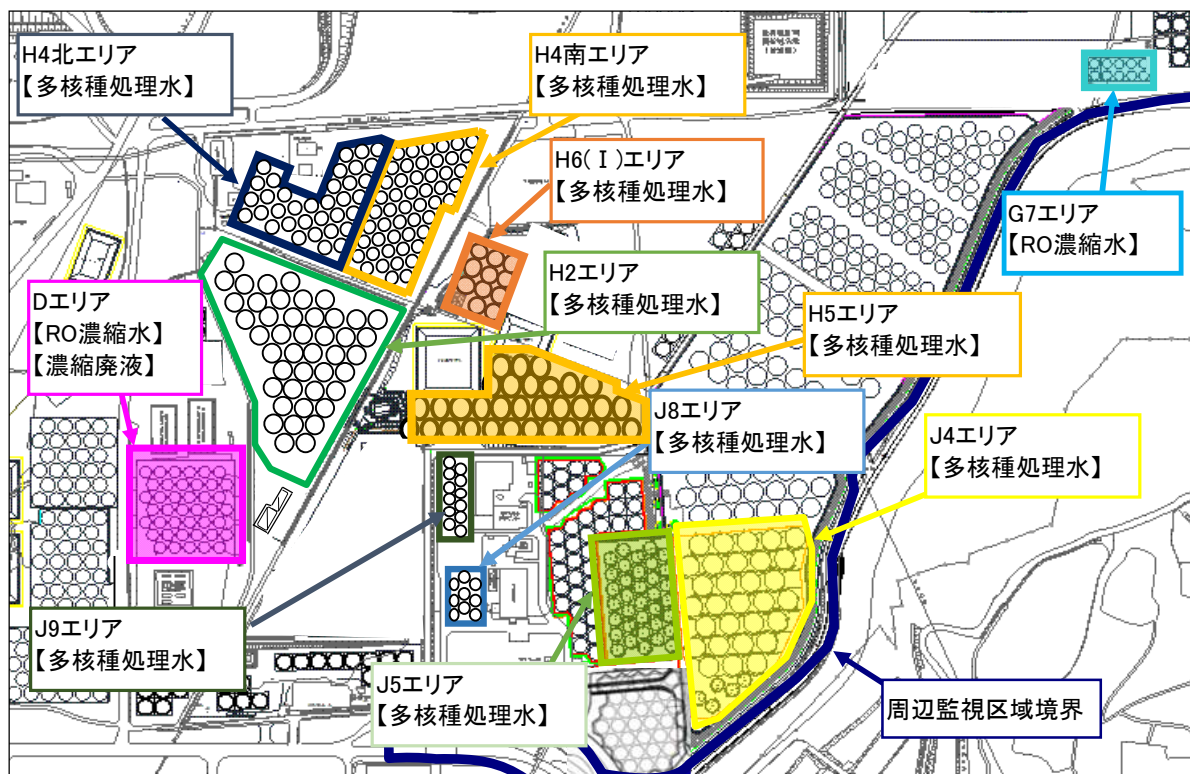 H4北エリア
【多核種処理水】
H4南エリア
【多核種処理水】
H6(Ⅰ)エリア
【多核種処理水】
G7エリア
【RO濃縮水】
H2エリア
【多核種処理水】
Dエリア
【RO濃縮水】
【濃縮廃液】
H5エリア
【多核種処理水】
J8エリア
【多核種処理水】
J4エリア
【多核種処理水】
J9エリア
【多核種処理水】
J5エリア
【多核種処理水】
周辺監視区域境界